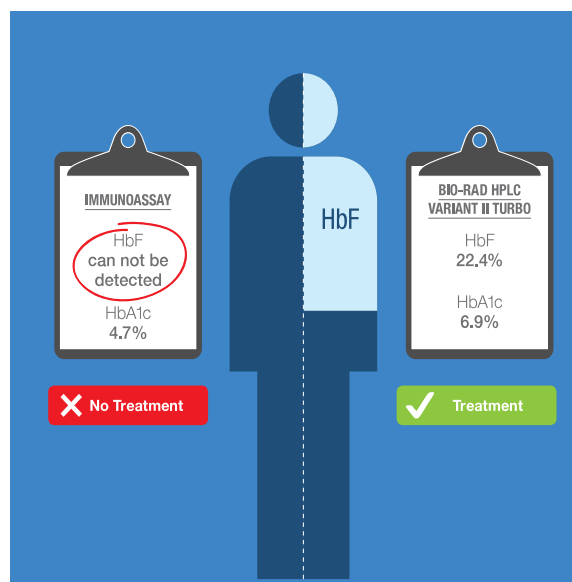 IMMUNOASSAY
HbF
can not be
detected
HbA1c
4.7%
No Treatment
HbF
BIO-RAD HPLC
VARIANT II TURBO
HbF
22.4%
HbA1c
6.9%
Treatment